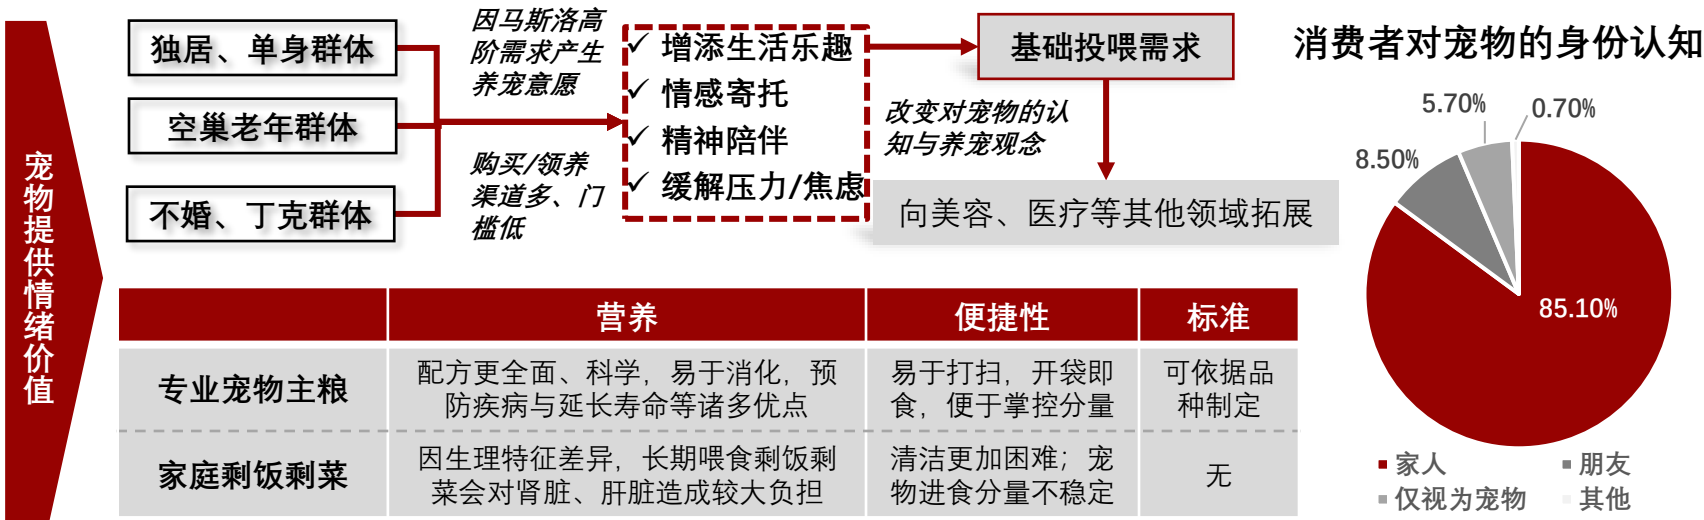 宠物提供情绪价值
独居、单身群体
空巢老年群体
不婚、丁克群体
因马斯洛高
阶需求产生
养宠意愿
购买/领养
渠道多、门
槛低
✓ 增添生活乐趣
✓ 情感寄托
✓ 精神陪伴
✓ 缓解压力/焦虑
基础投喂需求
改变对宠物的认
知与养宠观念
向美容、医疗等其他领域拓展
营养 便捷性 标准
专业宠物主粮
配方更全面、科学，易于消化，预
防疾病与延长寿命等诸多优点
易于打扫，开袋即
食，便于掌控分量
可依据品
种制定
家庭剩饭剩菜
因生理特征差异，长期喂食剩饭剩
菜会对肾脏、肝脏造成较大负担
清洁更加困难；宠
物进食分量不稳定
无
消费者对宠物的身份认知
5.70%
0.70%
8.50%
85.10%
家人
朋友
仅视为宠物
其他